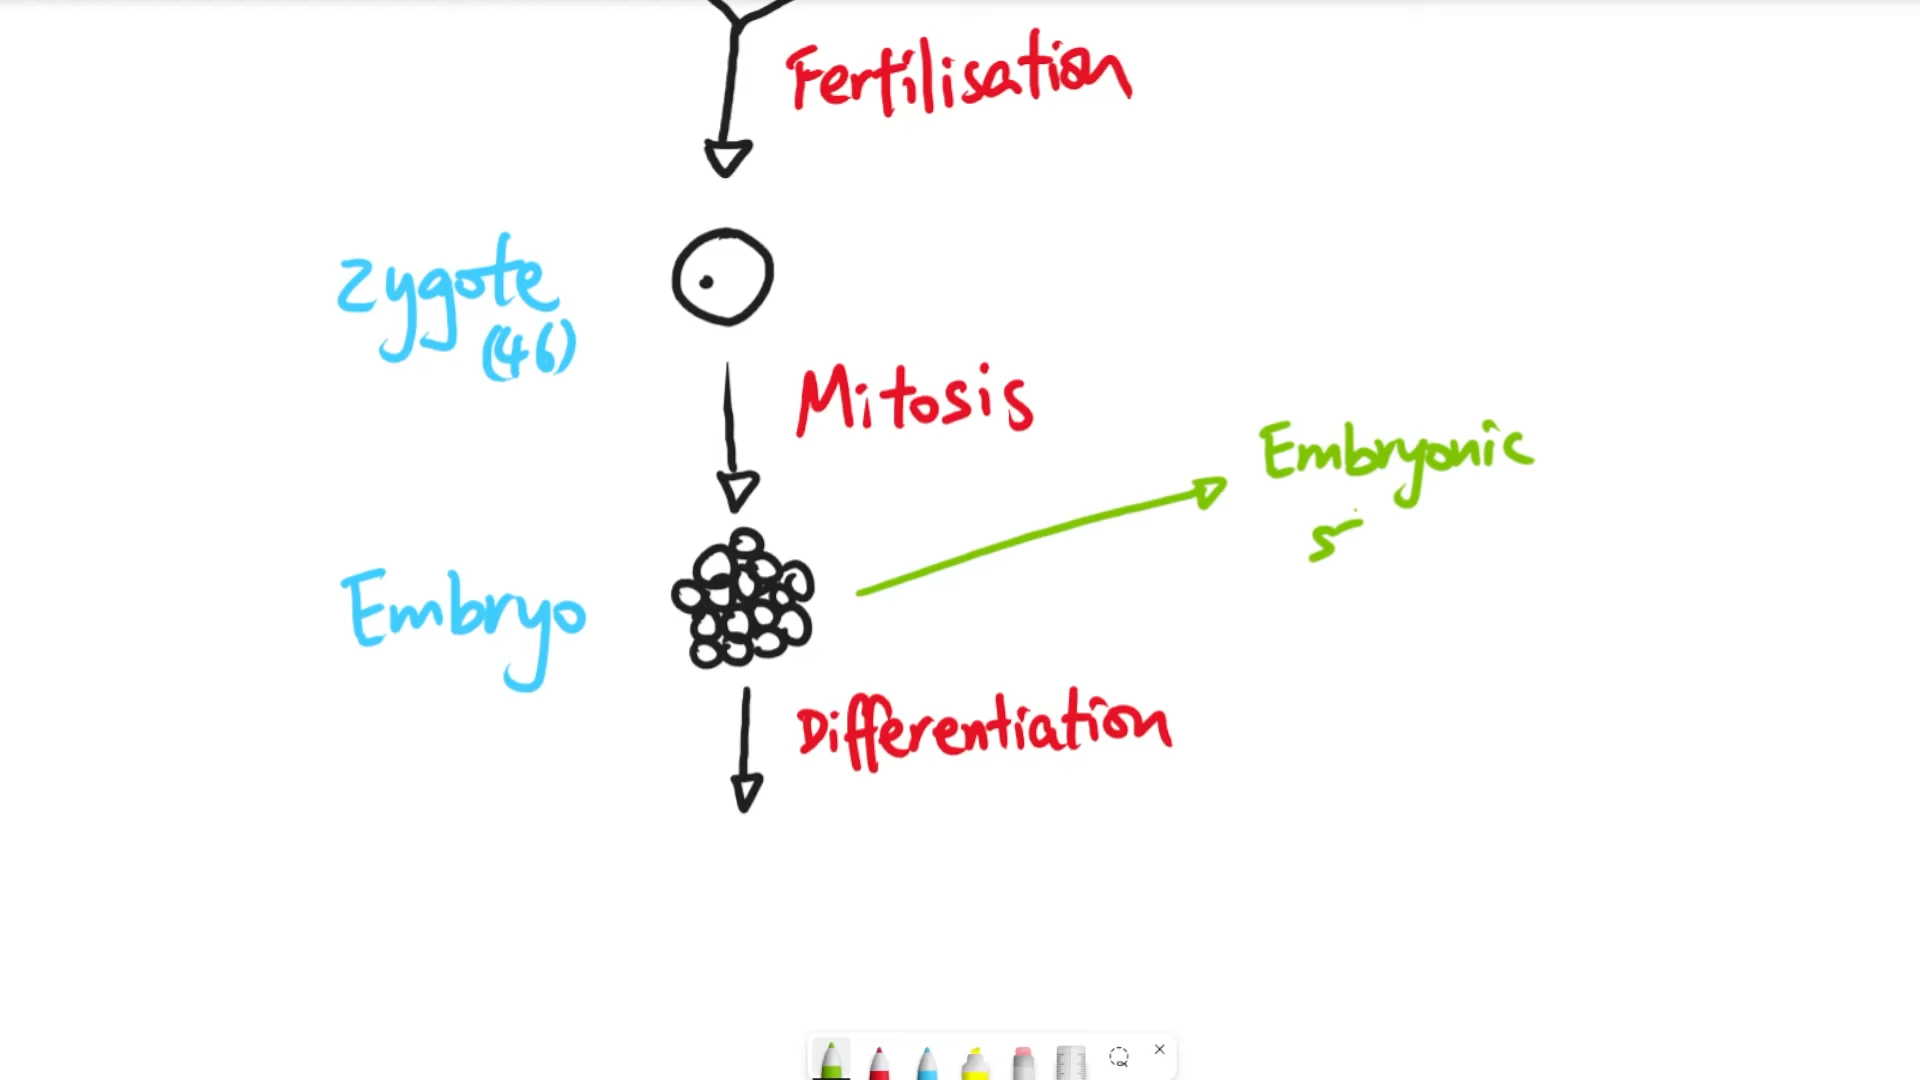 Fertilisation
Zygote
(46)
Mitosis
Embryonic
s
Embryo
Differentiation